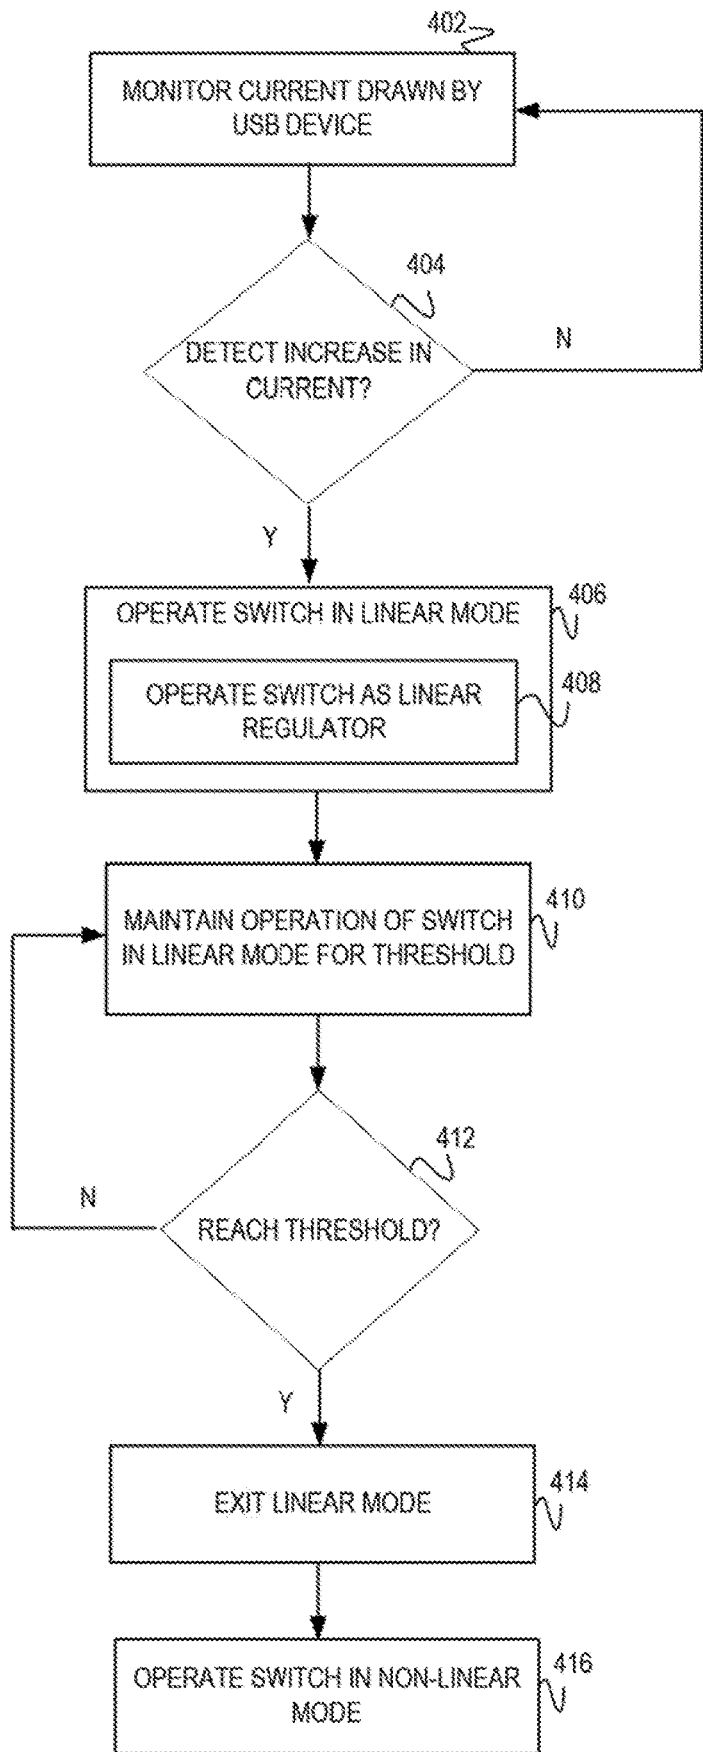 402
MONITOR CURRENT DRAWN BY
USB DEVICE
404
DETECT INCREASE IN
CURRENT?
N
Y
406
OPERATE SWITCH IN LINEAR MODE
408
OPERATE SWITCH AS LINEAR
REGULATOR
410
MAINTAIN OPERATION OF SWITCH
IN LINEAR MODE FOR THRESHOLD
412
N
REACH THRESHOLD?
Y
414
EXIT LINEAR MODE
416
OPERATE SWITCH IN NON-LINEAR
MODE